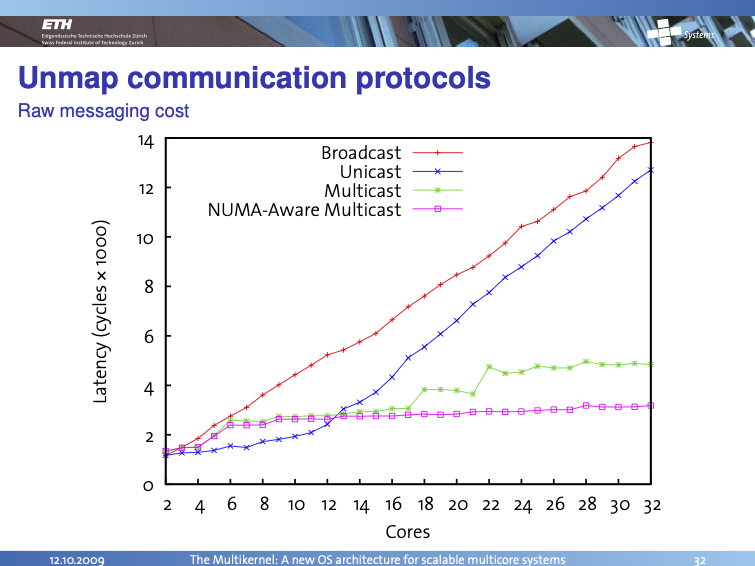 ETH
Eidgenössische Technische Hochschule Zürich
Swiss Federal Institute of Technology Zurich
Systems
Unmap communication protocols
Raw messaging cost
14
12
10
8
6
4
2
0
Latency (cycles × 1000)
Broadcast
Unicast
Multicast
NUMA-Aware Multicast
2 4 6 8 10 12 14 16 18 20 22 24 26 28 30 32
Cores
12.10.2009 The Multikernel: A new OS architecture for scalable multicore systems 32